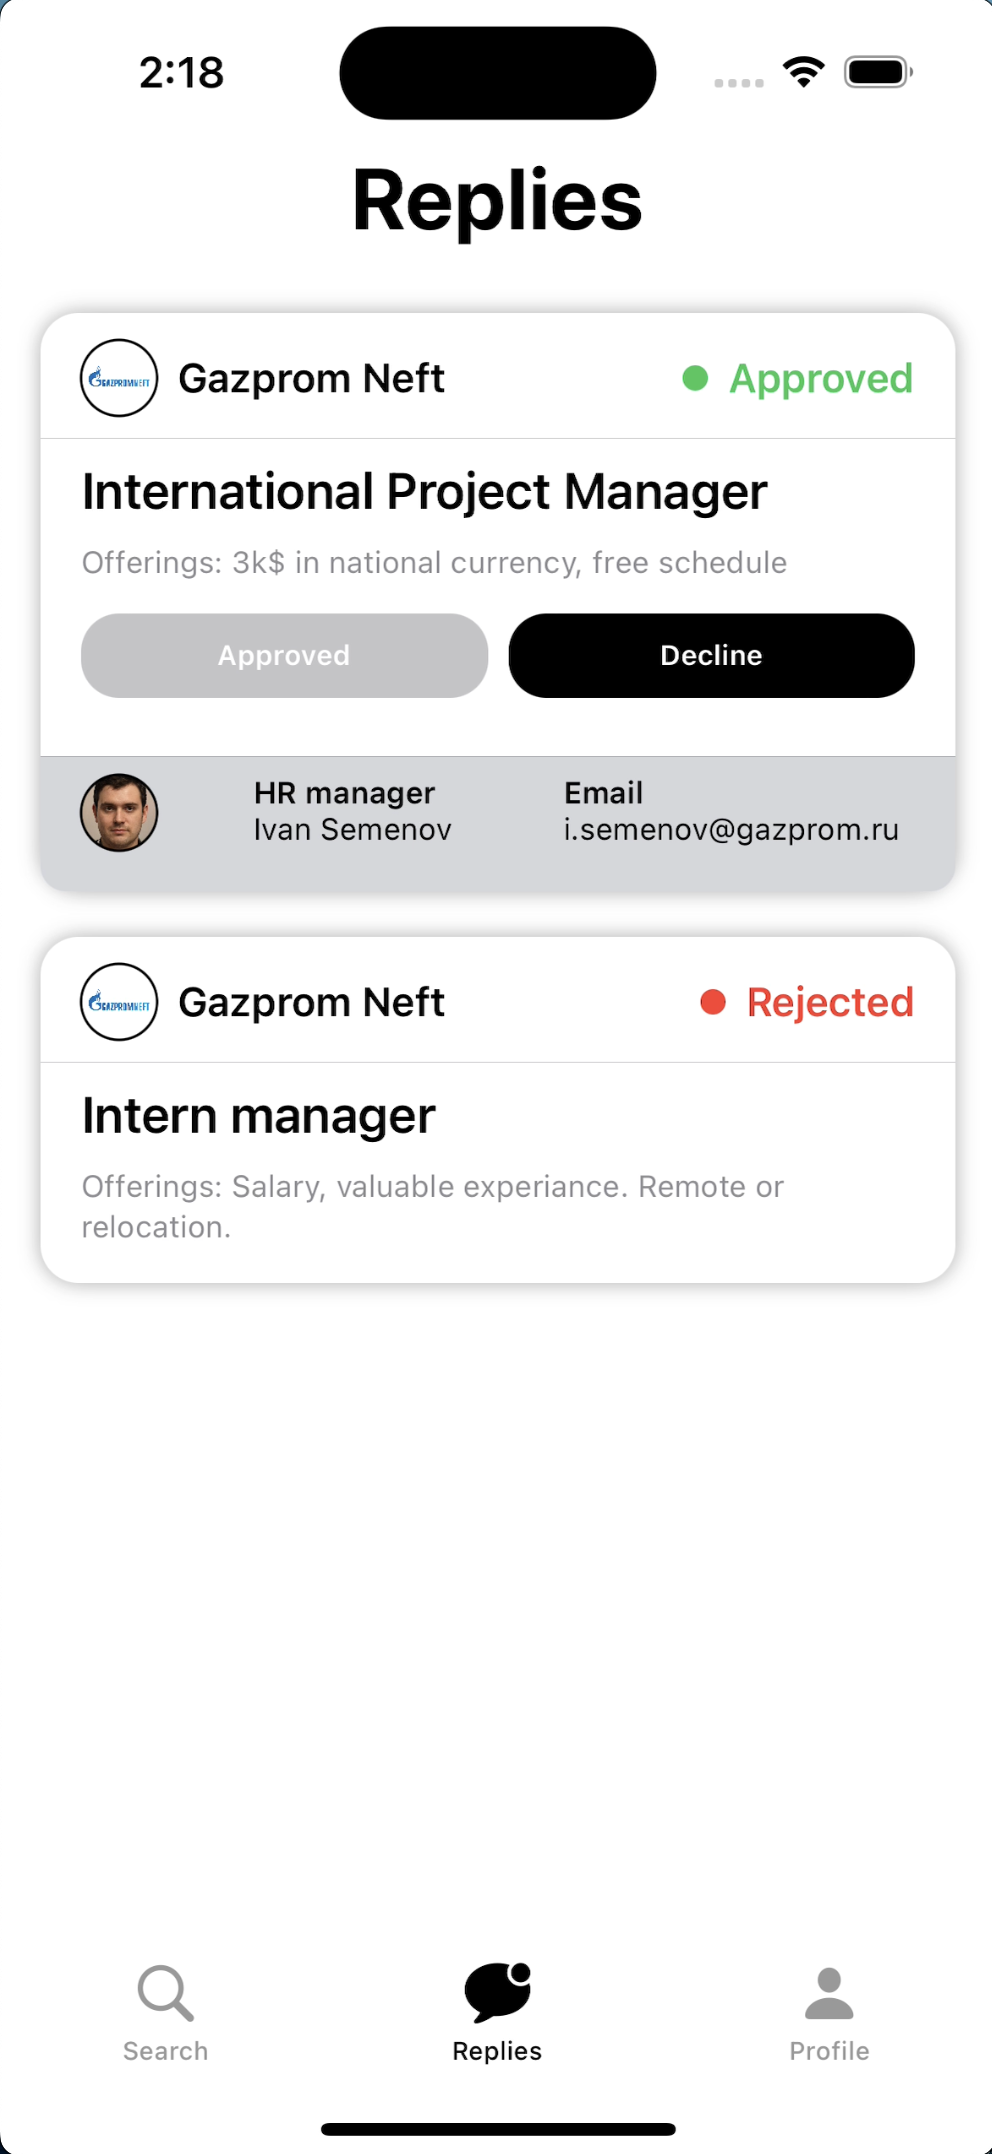 2:18
Replies
GAZPROMNEFT
Gazprom Neft
Approved
International Project Manager
Offerings: 3k$ in national currency, free schedule
Approved
Decline
HR manager
Email
Ivan Semenov
i.semenov@gazprom.ru
GAZPROMNEFT
Gazprom Neft
Rejected
Intern manager
Offerings: Salary, valuable experiance. Remote or
relocation.
Search
Replies
Profile